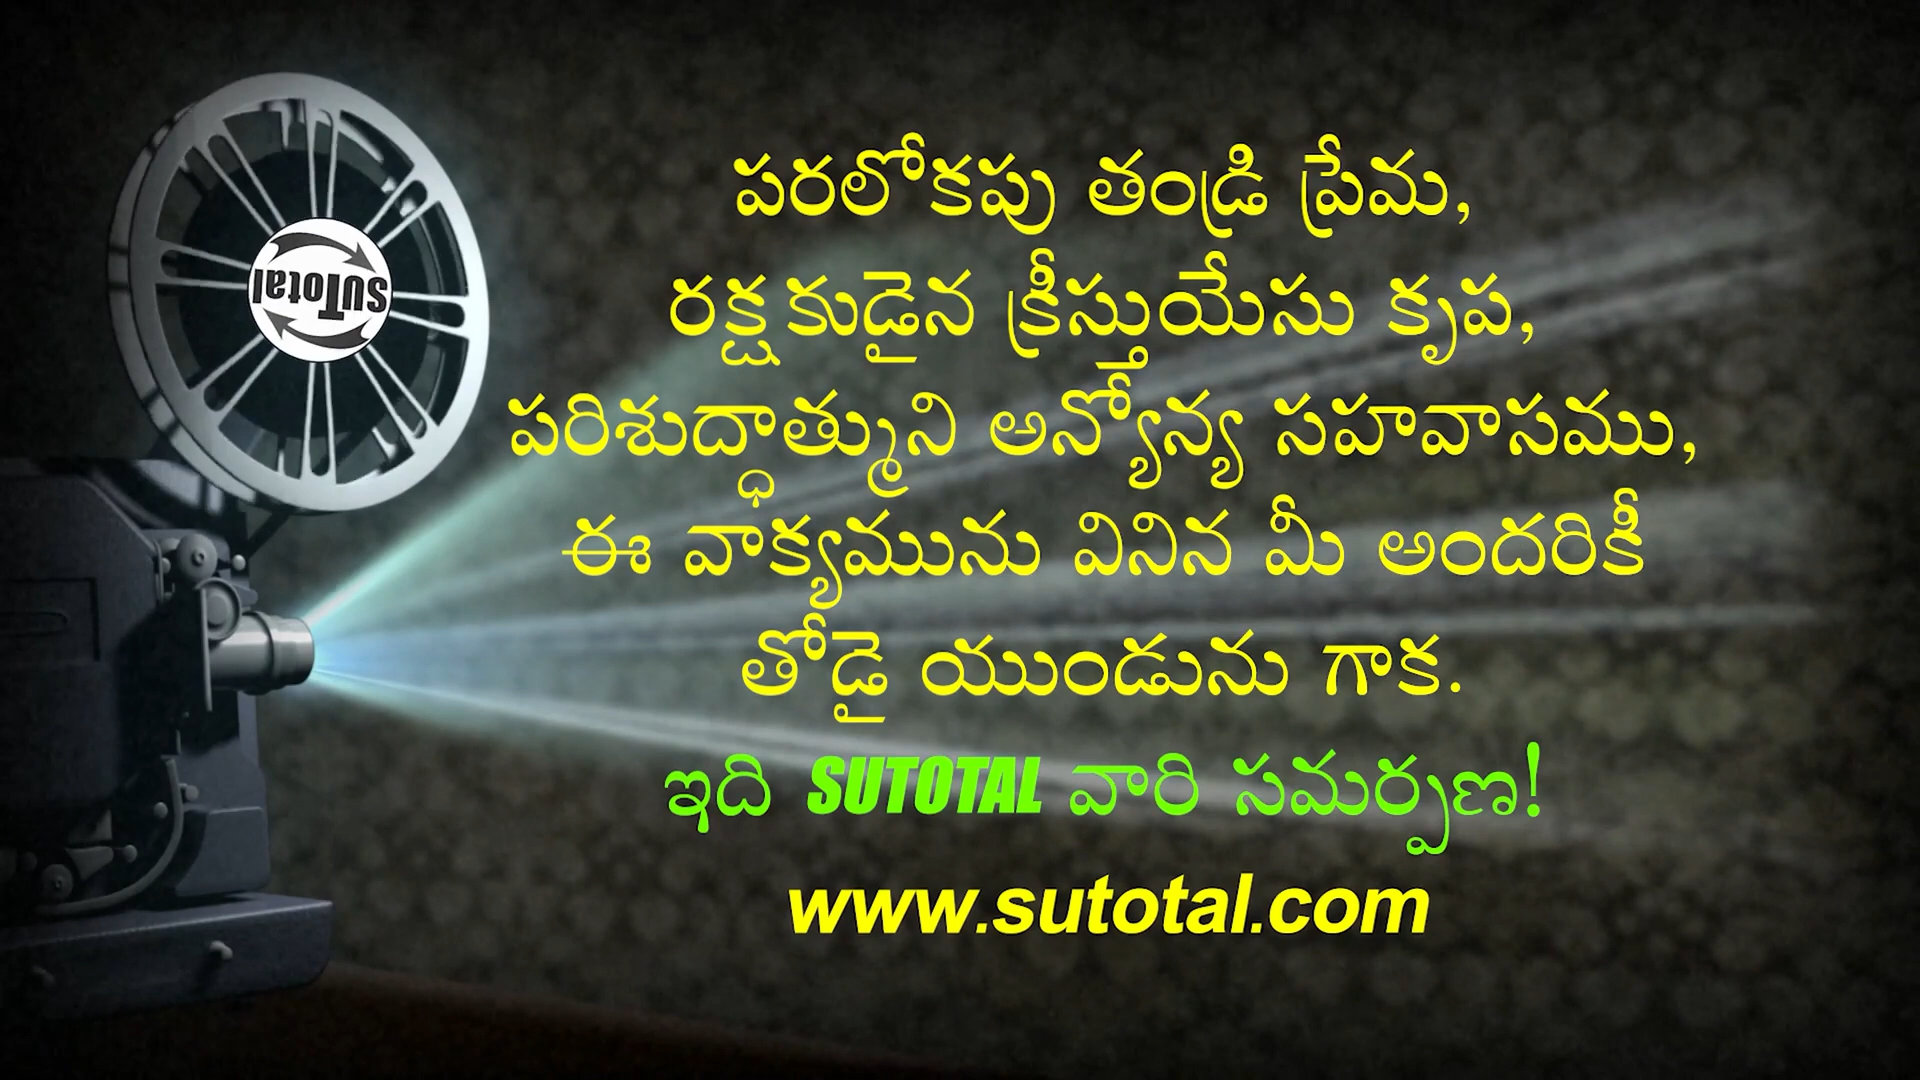 suTotal
పరలోకపు తండ్రి ప్రేమ,
రక్షకుడైన క్రీస్తుయేసు కృప,
పరిశుద్ధాత్ముని అన్యోన్య సహవాసము,
ఈ వాక్యమును వినిన మీ అందరికీ
తోడై యుండును గాక.
ఇది SUTOTAL వారి సమర్పణ!
www.sutotal.com